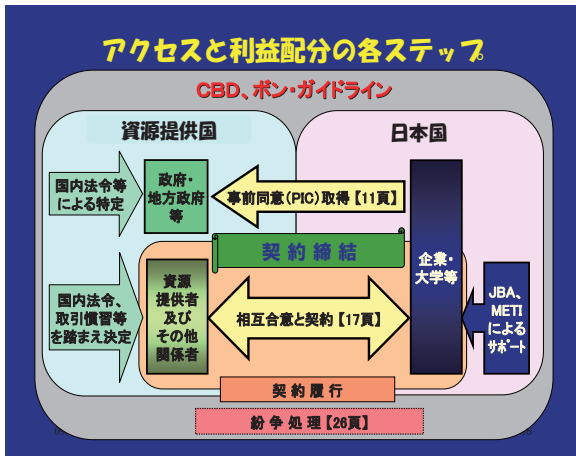 アクセスと利益配分の各ステップ
CBD、ボン・ガイドライン
資源提供国
日本国
国内法令等
による特定
政府・
地方政府
等
事前同意(PIC)取得【11頁】
契約締結
企業・
大学等
国内法令、
取引慣習等
を踏まえ決定
資源
提供者
及び
その他
関係者
相互合意と契約【17頁】
JBA、
METI
による
サポート
契約履行
紛争処理【26頁】